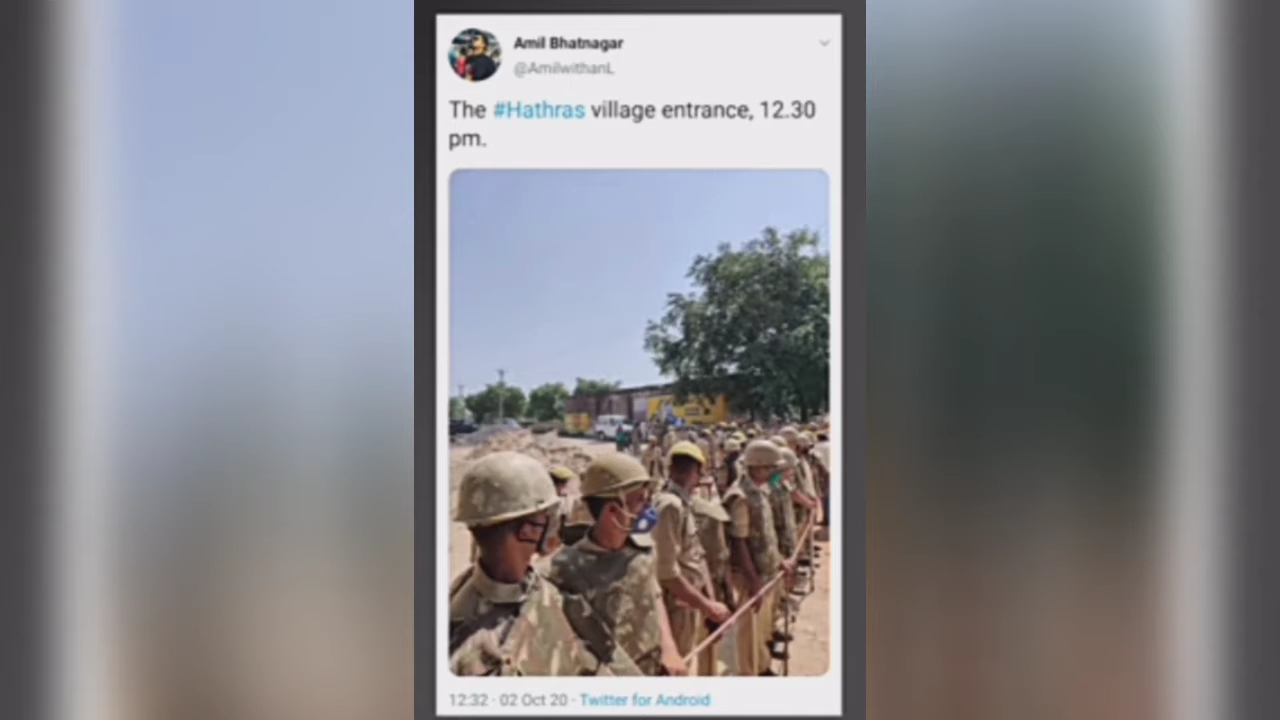 Amil Bhatnagar
@AmilwithanL
The #Hathras village entrance, 12.30
pm.
12:32 · 02 Oct 20 · Twitter for Android